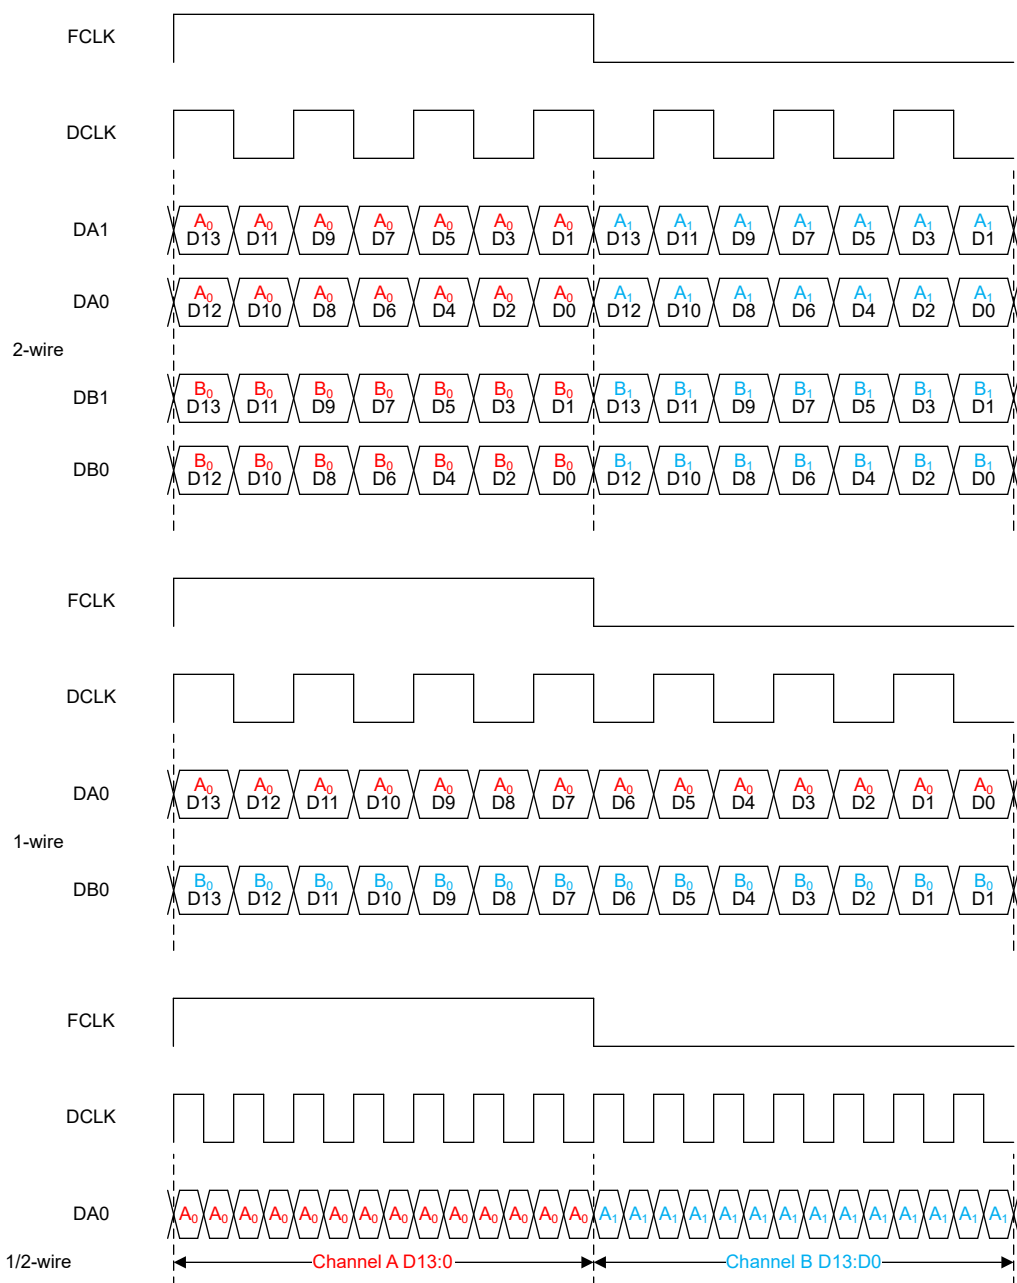 FCLK
DCLK
DA1 A₀ A₀ A₀ A₀ A₀ A₀ A₀ A₁ A₁ A₁ A₁ A₁ A₁ A₁
D13 D11 D9 D7 D5 D3 D1 D13 D11 D9 D7 D5 D3 D1
DA0 A₀ A₀ A₀ A₀ A₀ A₀ A₀ A₁ A₁ A₁ A₁ A₁ A₁ A₁
D12 D10 D8 D6 D4 D2 D0 D12 D10 D8 D6 D4 D2 D0
2-wire
DB1 B₀ B₀ B₀ B₀ B₀ B₀ B₀ B₁ B₁ B₁ B₁ B₁ B₁ B₁
D13 D11 D9 D7 D5 D3 D1 D13 D11 D9 D7 D5 D3 D1
DB0 B₀ B₀ B₀ B₀ B₀ B₀ B₀ B₁ B₁ B₁ B₁ B₁ B₁ B₁
D12 D10 D8 D6 D4 D2 D0 D12 D10 D8 D6 D4 D2 D0
FCLK
DCLK
DA0 A₀ A₀ A₀ A₀ A₀ A₀ A₀ A₀ A₀ A₀ A₀ A₀ A₀ A₀
D13 D12 D11 D10 D9 D8 D7 D6 D5 D4 D3 D2 D1 D0
1-wire
DB0 B₀ B₀ B₀ B₀ B₀ B₀ B₀ B₀ B₀ B₀ B₀ B₀ B₀ B₀
D13 D12 D11 D10 D9 D8 D7 D6 D5 D4 D3 D2 D1 D1
FCLK
DCLK
DA0 A₀ A₀ A₀ A₀ A₀ A₀ A₀ A₀ A₀ A₀ A₀ A₀ A₀ A₀ A₁ A₁ A₁ A₁ A₁ A₁ A₁ A₁ A₁ A₁ A₁ A₁ A₁ A₁
1/2-wire Channel A D13:0 Channel B D13:D0